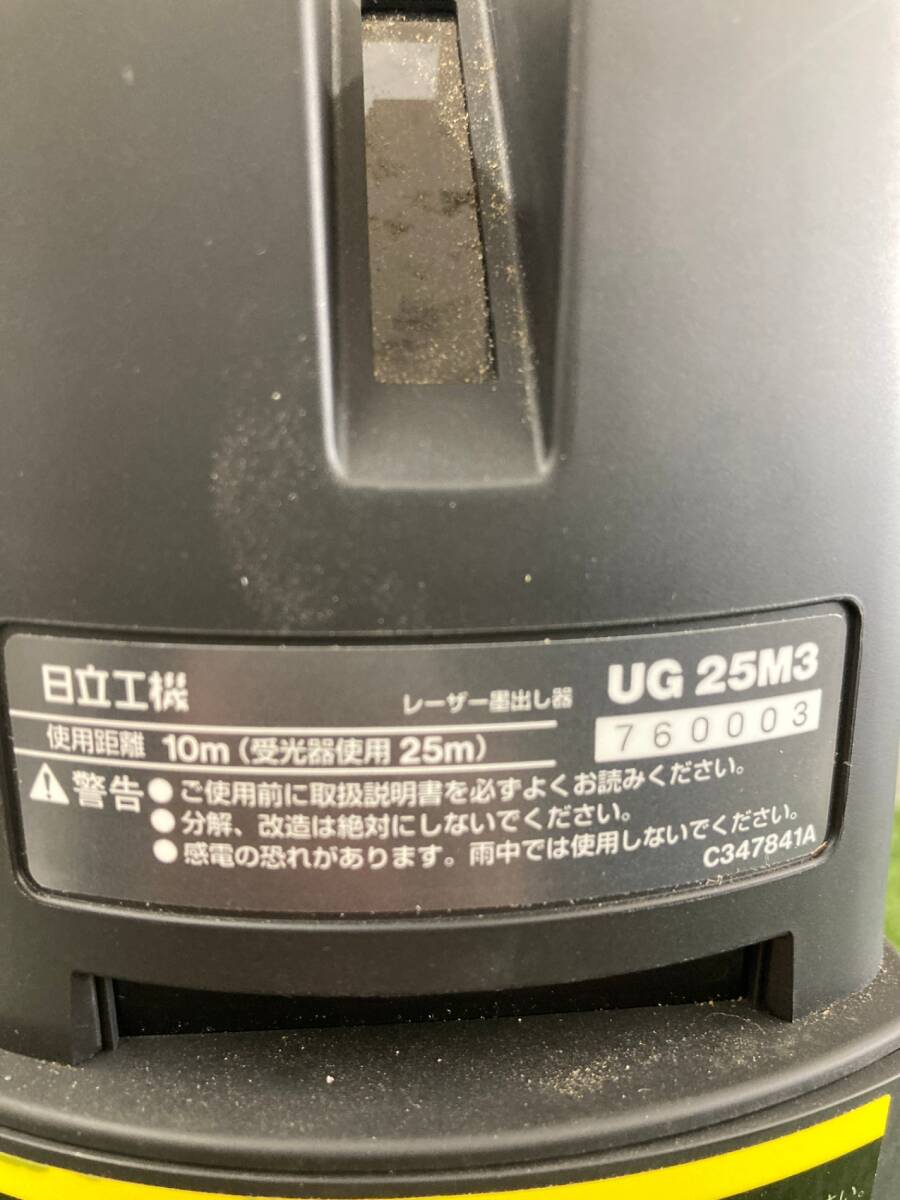 日立工機
レーザー墨出し器 UG 25M3
使用距離 10m(受光器使用 25m)
760003
警告 ●ご使用前に取扱説明書を必ずよくお読みください。
●分解、改造は絶対にしないでください。
●感電の恐れがあります。雨中では使用しないでください。
C347841A
さい。